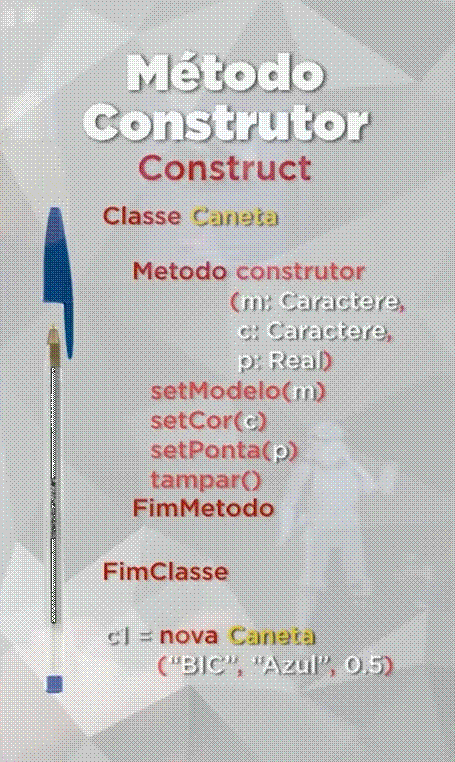 Método
Construtor
Construct
Classe Caneta
Metodo construtor
(m: Caractere,
c: Caractere,
p: Real)
setModelo(m)
setCor(c)
setPonta(p)
tampar()
FimMetodo
FimClasse
c1 = nova Caneta
("BIC", "Azul", 0.5)